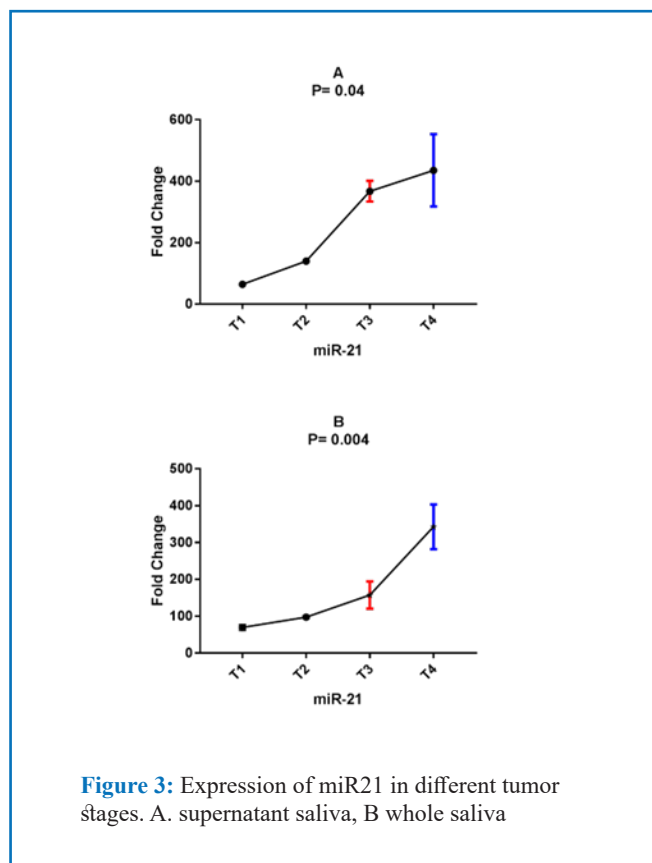 A
P= 0.04
600
400
200
0
Fold Change
T1 T2 T3 T4
miR-21
B
P= 0.004
500
400
300
200
100
0
Fold Change
T1 T2 T3 T4
miR-21
Figure 3: Expression of miR21 in different tumor
stages. A. supernatant saliva, B whole saliva